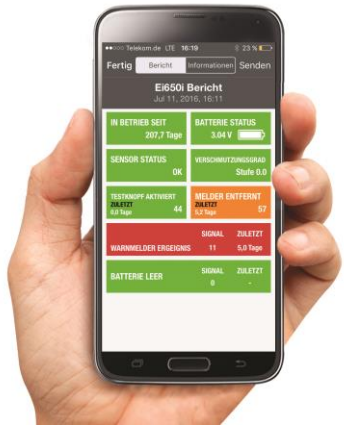 Telekom.de LTE 16:19 23 %
Fertig Bericht Informationen Senden
Ei650i Bericht
Jul 11, 2016, 16:11
IN BETRIEB SEIT
207,7 Tage
BATTERIE STATUS
3.04 V
SENSOR STATUS
OK
VERSCHMUTZUNGSGRAD
Stufe 0.0
TESTKNOPF AKTIVIERT
ZULETZT
0,0 Tage 44
MELDER ENTFERNT
ZULETZT
5,2 Tage 57
SIGNAL ZULETZT
WARNMELDER ERGEIGNIS 11 5,0 Tage
SIGNAL ZULETZT
BATTERIE LEER 0 -